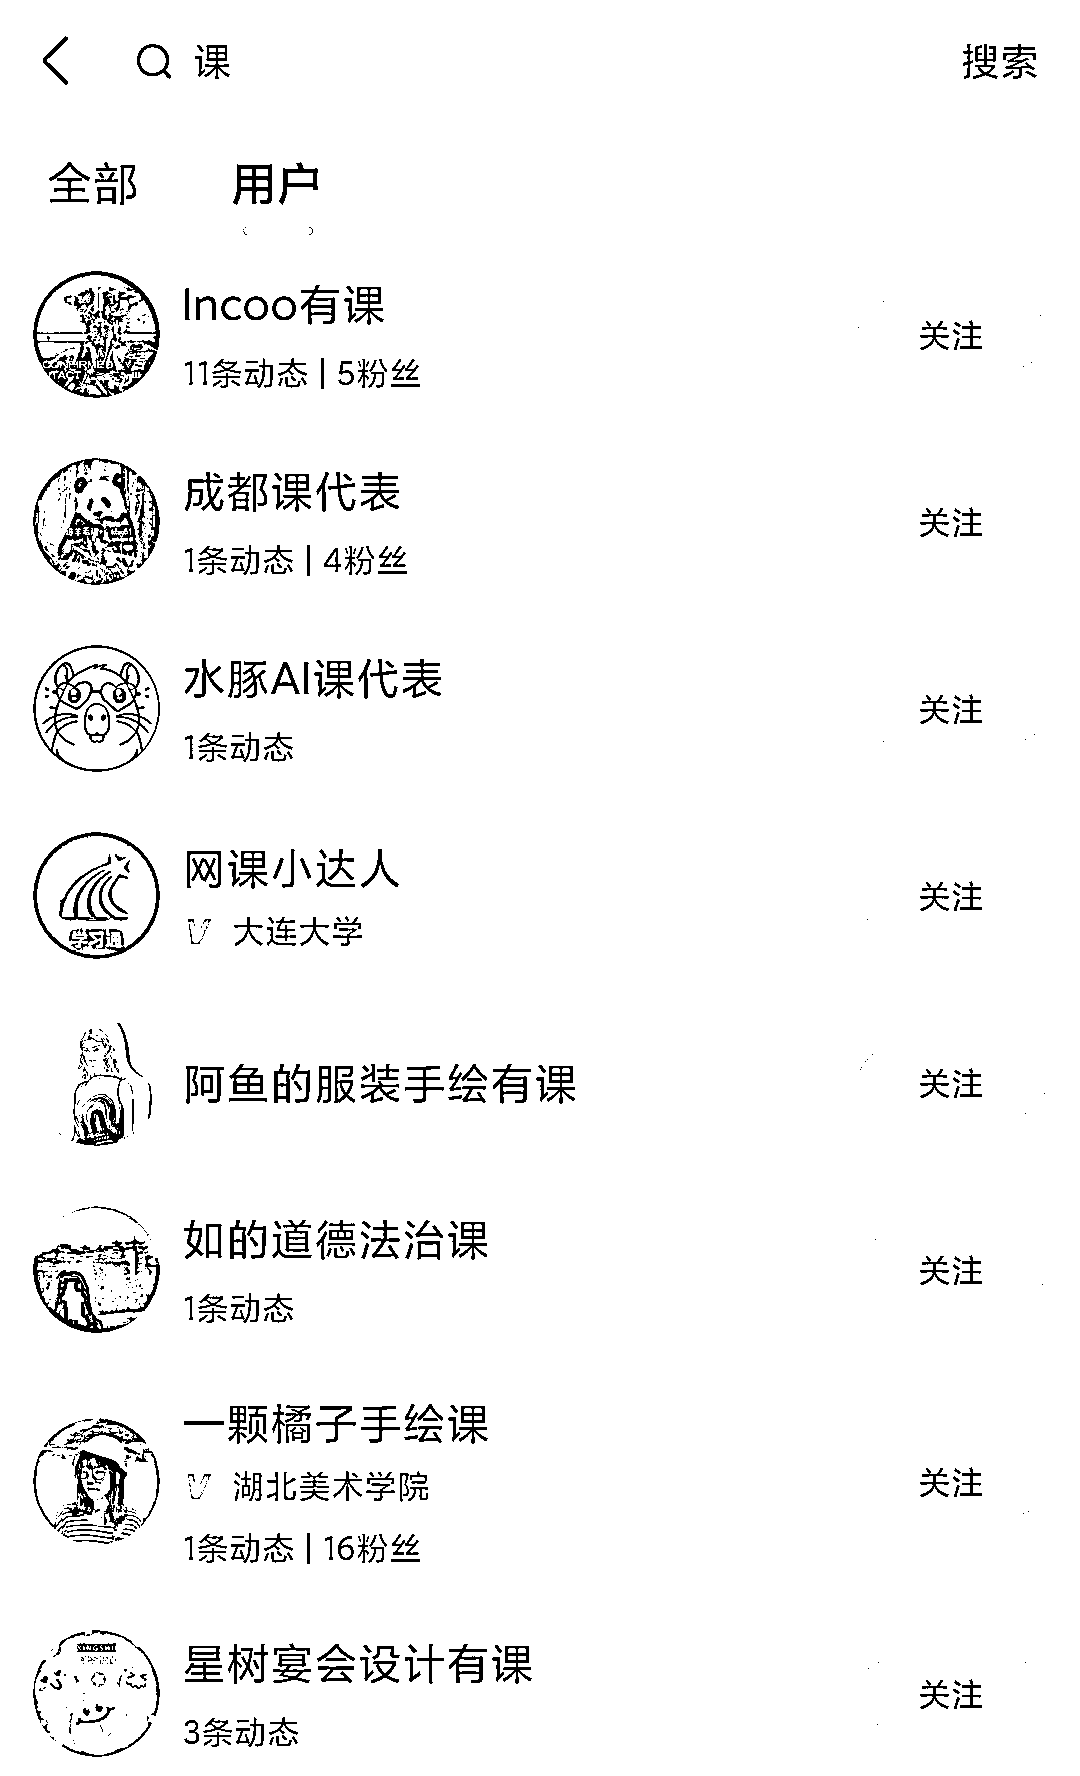 课
搜索
全部
用户
Incoo有课
11条动态 | 5粉丝
关注
成都课代表
1条动态 | 4粉丝
关注
水豚AI课代表
1条动态
关注
学习通
网课小达人
大连大学
关注
阿鱼的服装手绘有课
关注
如的道德法治课
1条动态
关注
一颗橘子手绘课
湖北美术学院
1条动态 | 16粉丝
关注
星树宴会设计有课
3条动态
关注